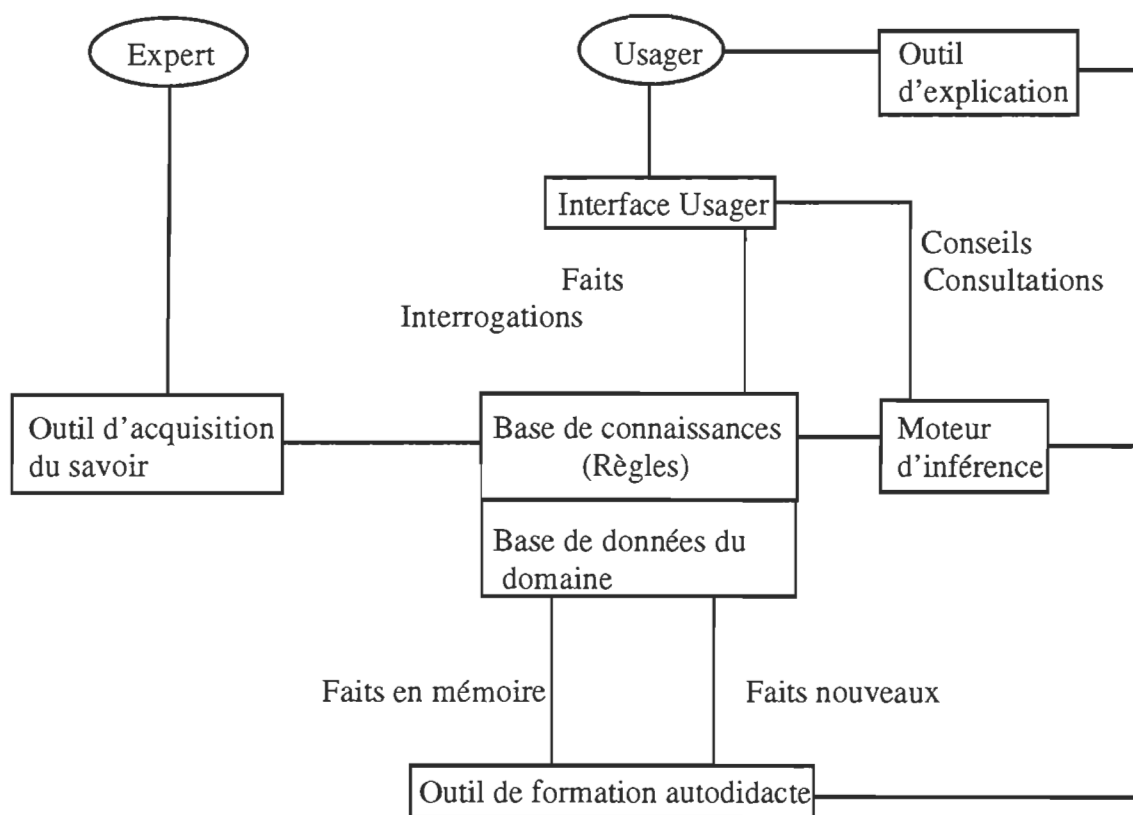 Expert
Usager
Outil
d'explication
Interface Usager
Conseils
Consultations
Faits
Interrogations
Outil d'acquisition
du savoir
Base de connaissances
(Règles)
Moteur
d'inférence
Base de données du
domaine
Faits en mémoire
Faits nouveaux
Outil de formation autodidacte